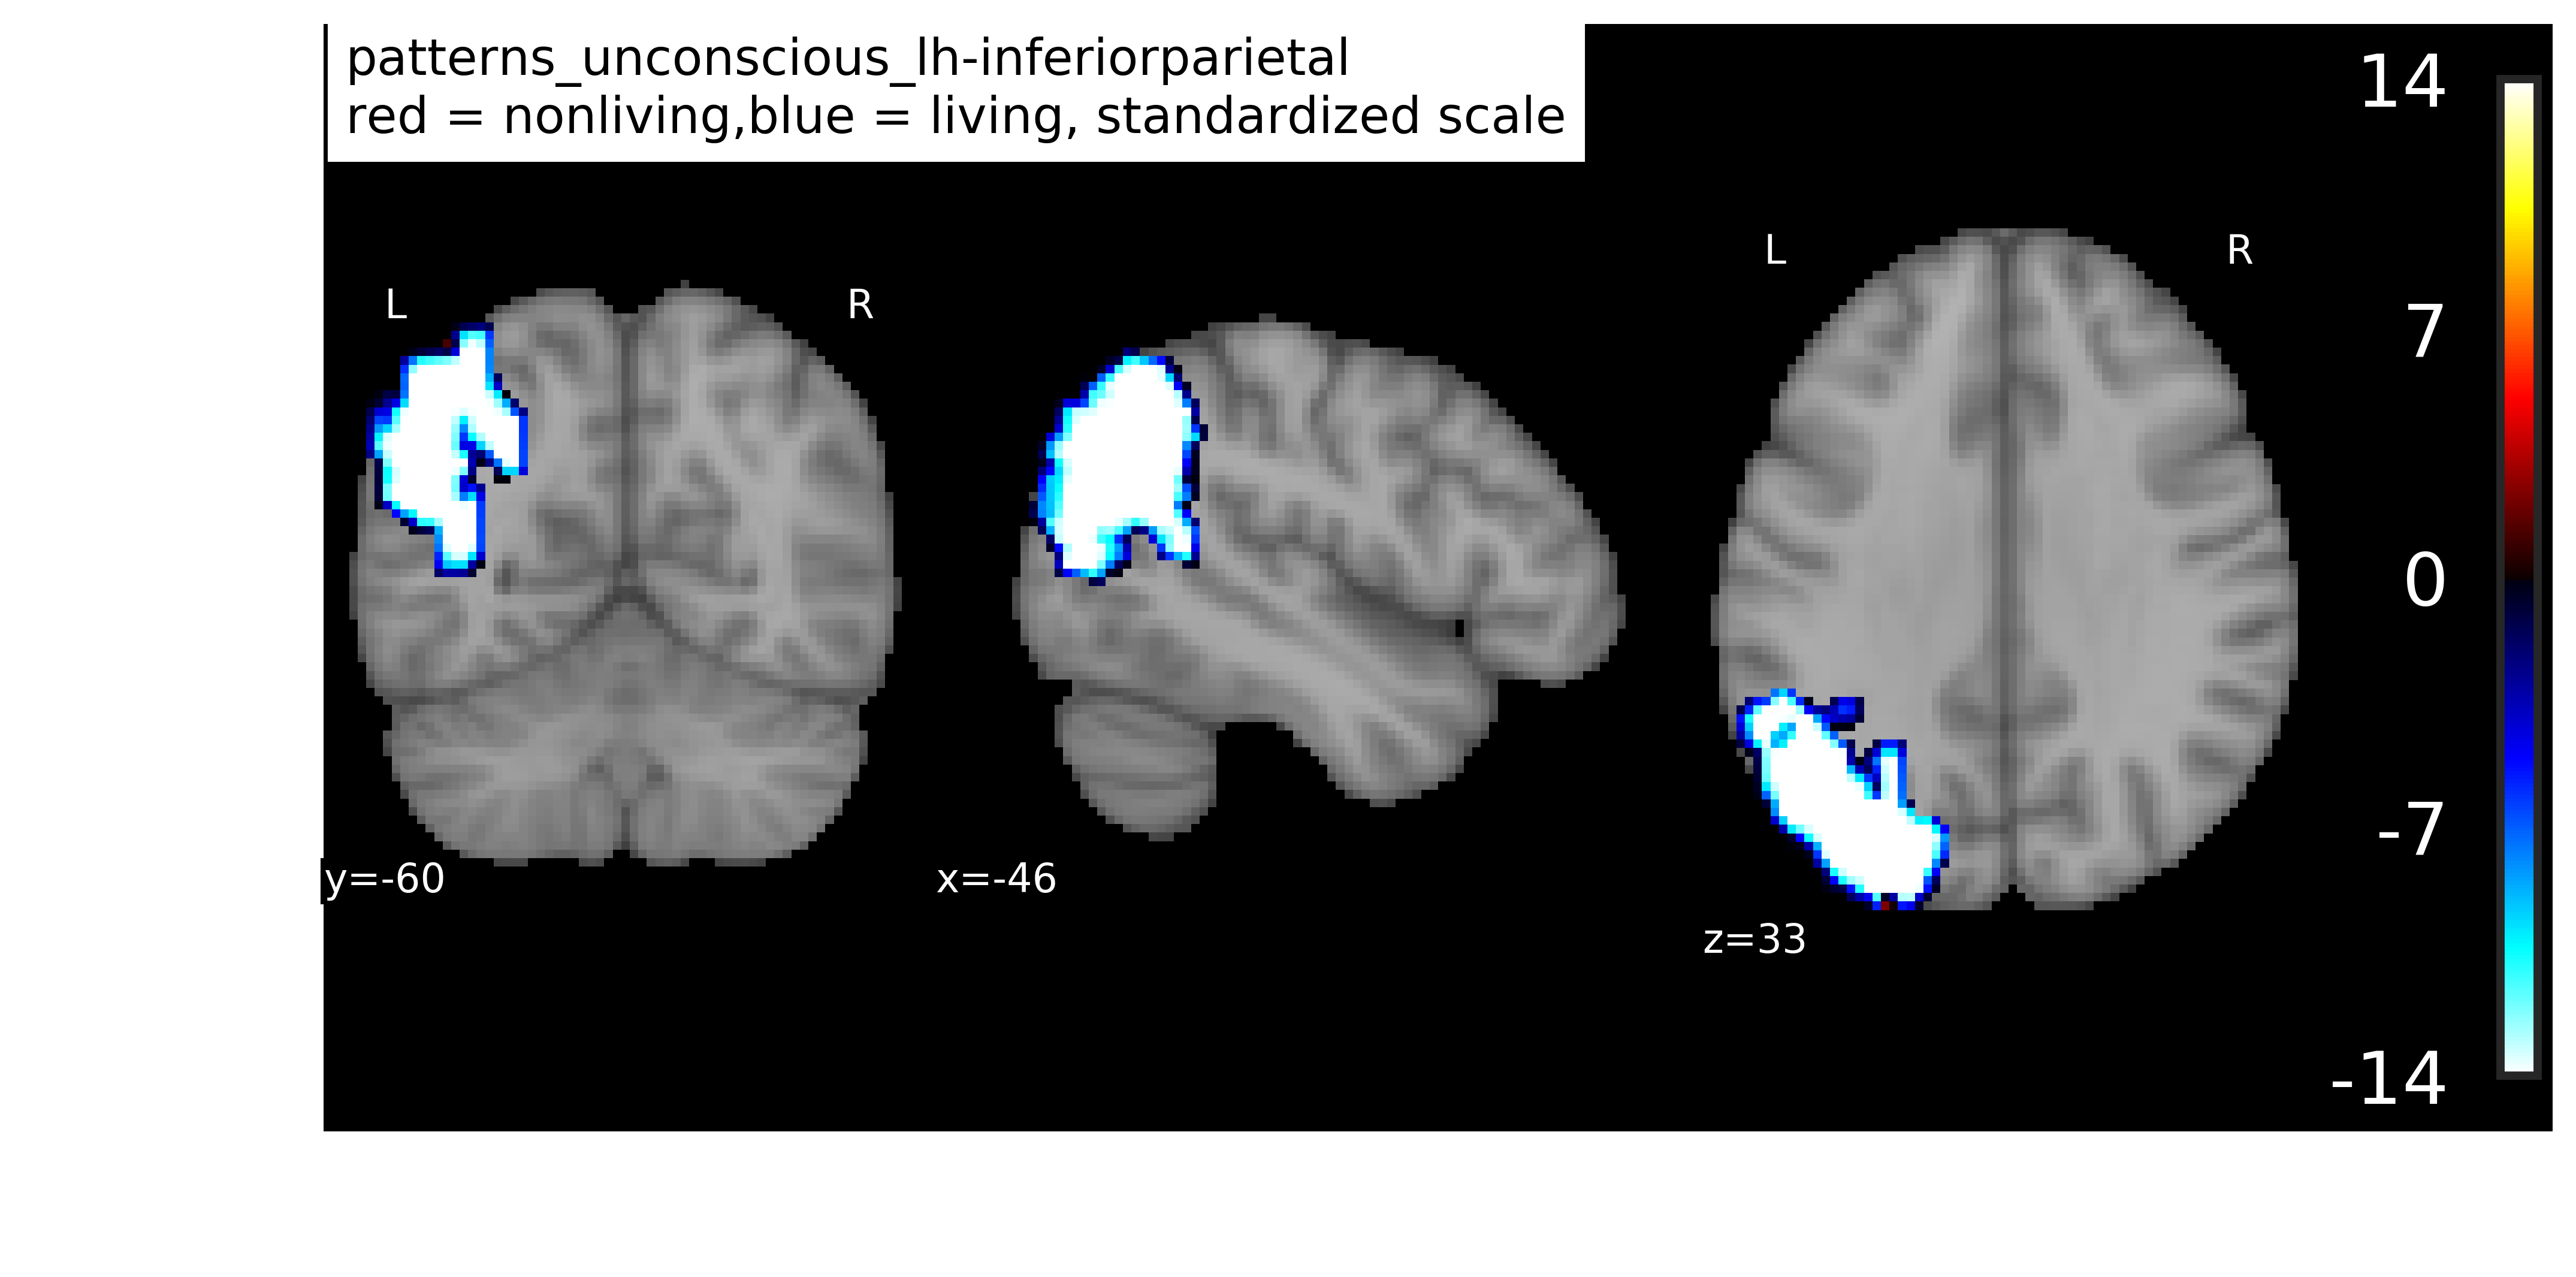 patterns_unconscious_lh-inferiorparietal
red = nonliving,blue = living, standardized scale
L R
L R
y=-60
x=-46
z=33
14
7
0
-7
-14